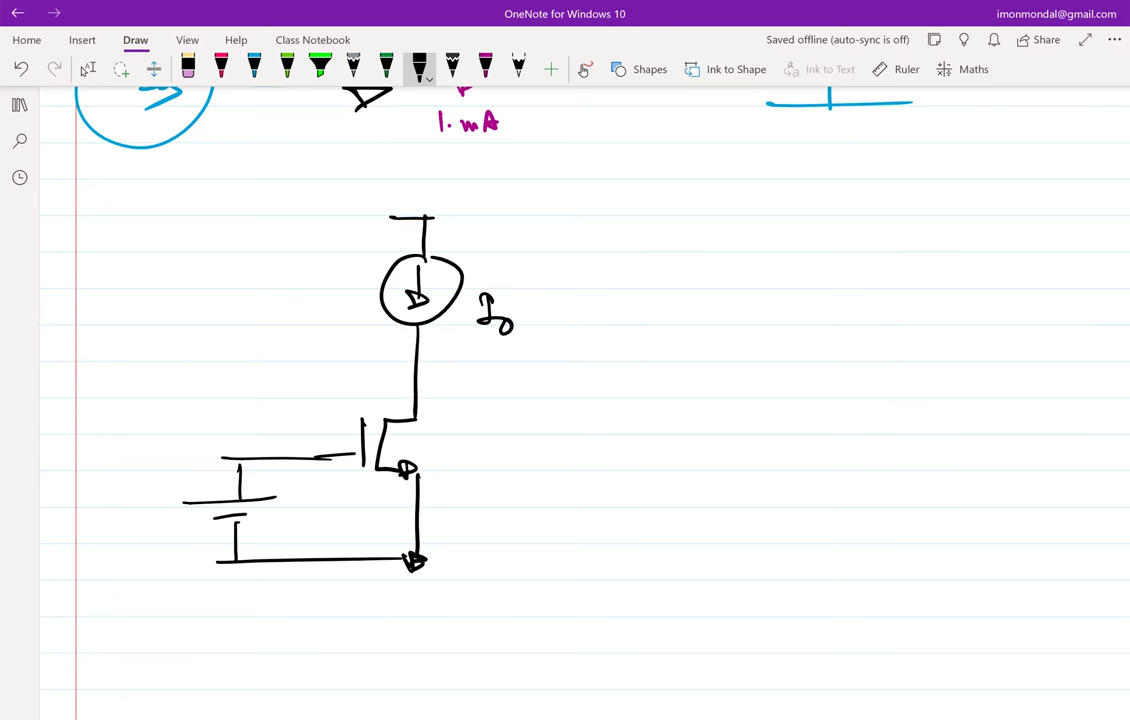 OneNote for Windows 10
imonmondal@gmail.com
Home Insert Draw View Help Class Notebook
Saved offline (auto-sync is off)
Share
Shapes
Ink to Shape
Ink to Text
Ruler
Maths
1. mA
I₀